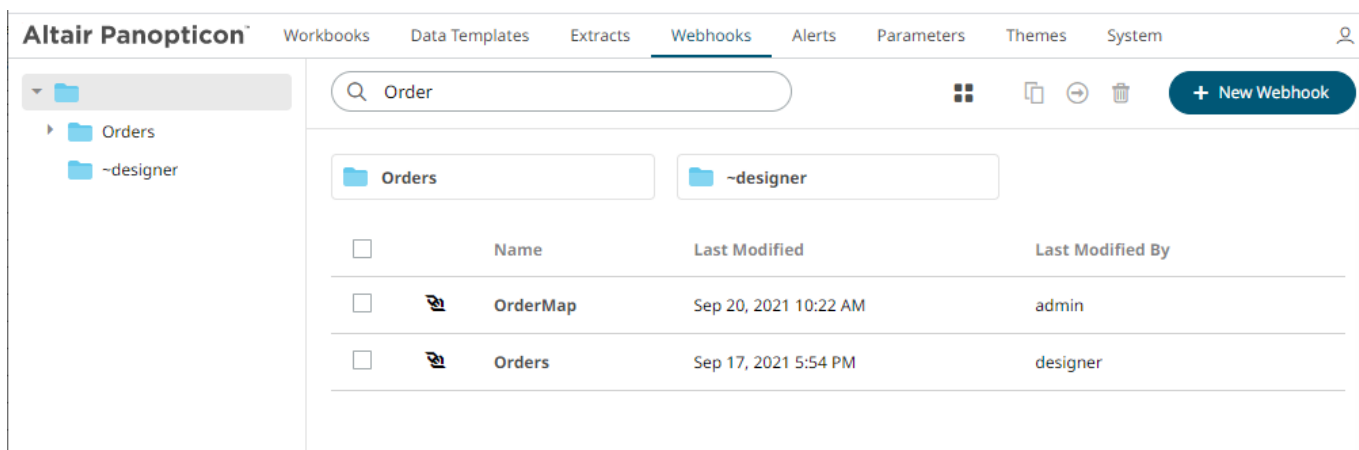 Altair Panopticon™ Workbooks Data Templates Extracts Webhooks Alerts Parameters Themes System
Order
+ New Webhook
Orders
~designer
Orders ~designer
Name Last Modified Last Modified By
OrderMap Sep 20, 2021 10:22 AM admin
Orders Sep 17, 2021 5:54 PM designer